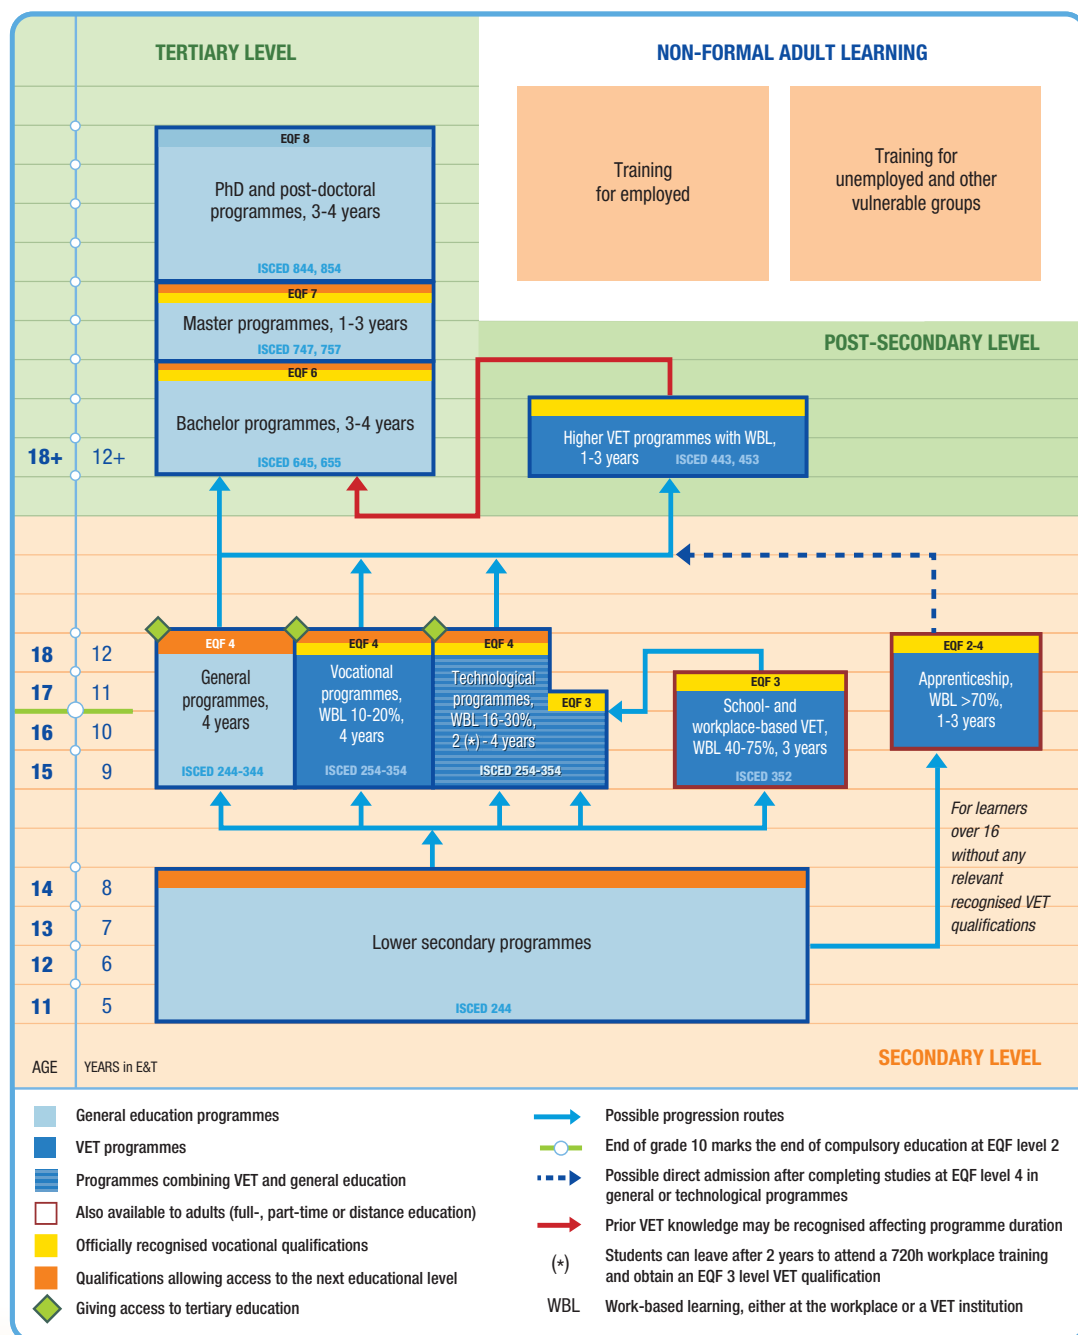 TERTIARY LEVEL
NON-FORMAL ADULT LEARNING
Training
for employed
Training for
unemployed and other
vulnerable groups
EQF 8
PhD and post-doctoral
programmes, 3-4 years
ISCED 844, 854
EQF 7
Master programmes, 1-3 years
ISCED 747, 757
EQF 6
Bachelor programmes, 3-4 years
ISCED 645, 655
POST-SECONDARY LEVEL
Higher VET programmes with WBL,
1-3 years ISCED 443, 453
18+ 12+
18 12
17 11
16 10
15 9
EQF 4
General
programmes,
4 years
ISCED 244-344
EQF 4
Vocational
programmes,
WBL 10-20%,
4 years
ISCED 254-354
EQF 4
Technological
programmes,
WBL 16-30%,
2 (*) - 4 years
ISCED 254-354
EQF 3
EQF 3
School- and
workplace-based VET,
WBL 40-75%, 3 years
ISCED 352
EQF 2-4
Apprenticeship,
WBL >70%,
1-3 years
For learners
over 16
without any
relevant
recognised VET
qualifications
14 8
13 7
12 6
11 5
Lower secondary programmes
ISCED 244
AGE YEARS in E&T
SECONDARY LEVEL
General education programmes
VET programmes
Programmes combining VET and general education
Also available to adults (full-, part-time or distance education)
Officially recognised vocational qualifications
Qualifications allowing access to the next educational level
Giving access to tertiary education
Possible progression routes
End of grade 10 marks the end of compulsory education at EQF level 2
Possible direct admission after completing studies at EQF level 4 in
general or technological programmes
Prior VET knowledge may be recognised affecting programme duration
(*) Students can leave after 2 years to attend a 720h workplace training
and obtain an EQF 3 level VET qualification
WBL Work-based learning, either at the workplace or a VET institution